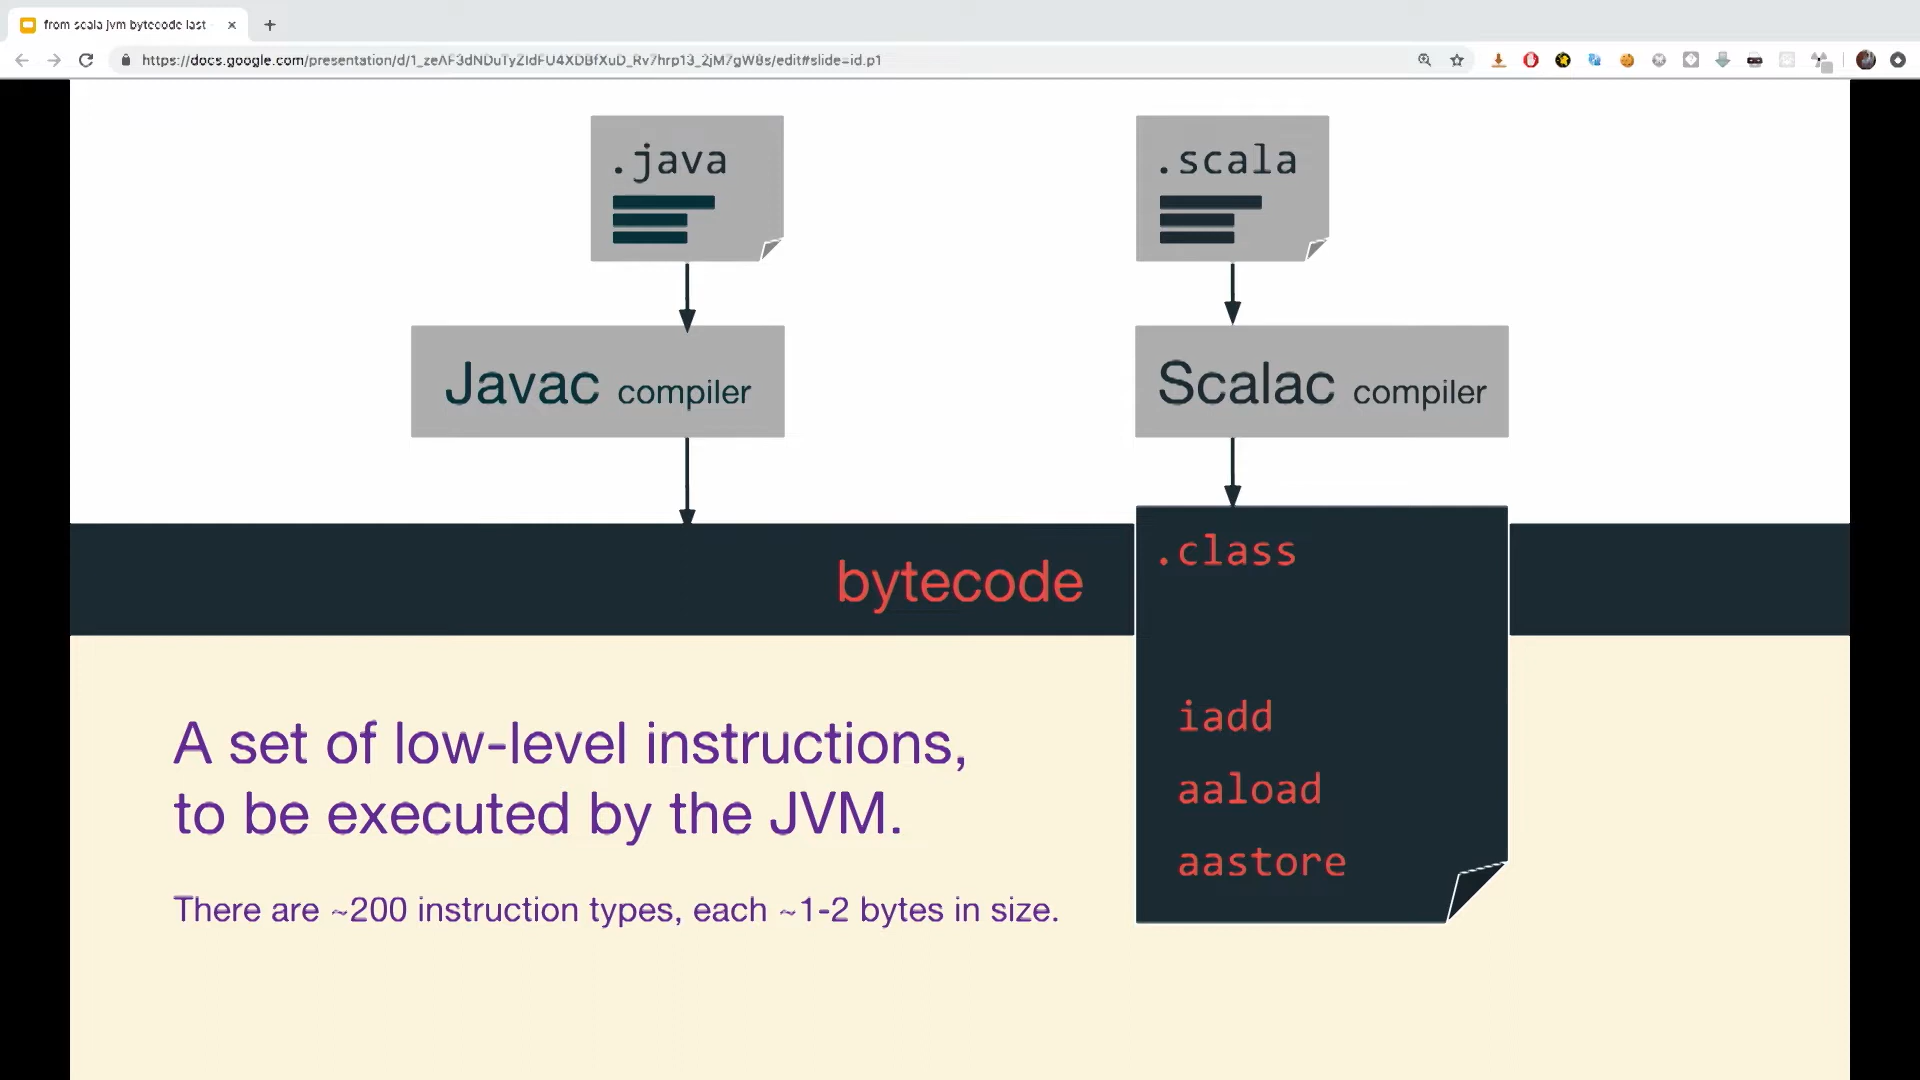 from scala jvm bytecode last
https://docs.google.com/presentation/d/1_zeAF3dNDuTyZIdFU4XDBfXuD_Rv7hrp13_2jM7gW8s/edit#slide=id.p1
.java
.scala
Javac compiler
Scalac compiler
.class
bytecode
iadd
aaload
aastore
A set of low-level instructions,
to be executed by the JVM.
There are ~200 instruction types, each ~1-2 bytes in size.